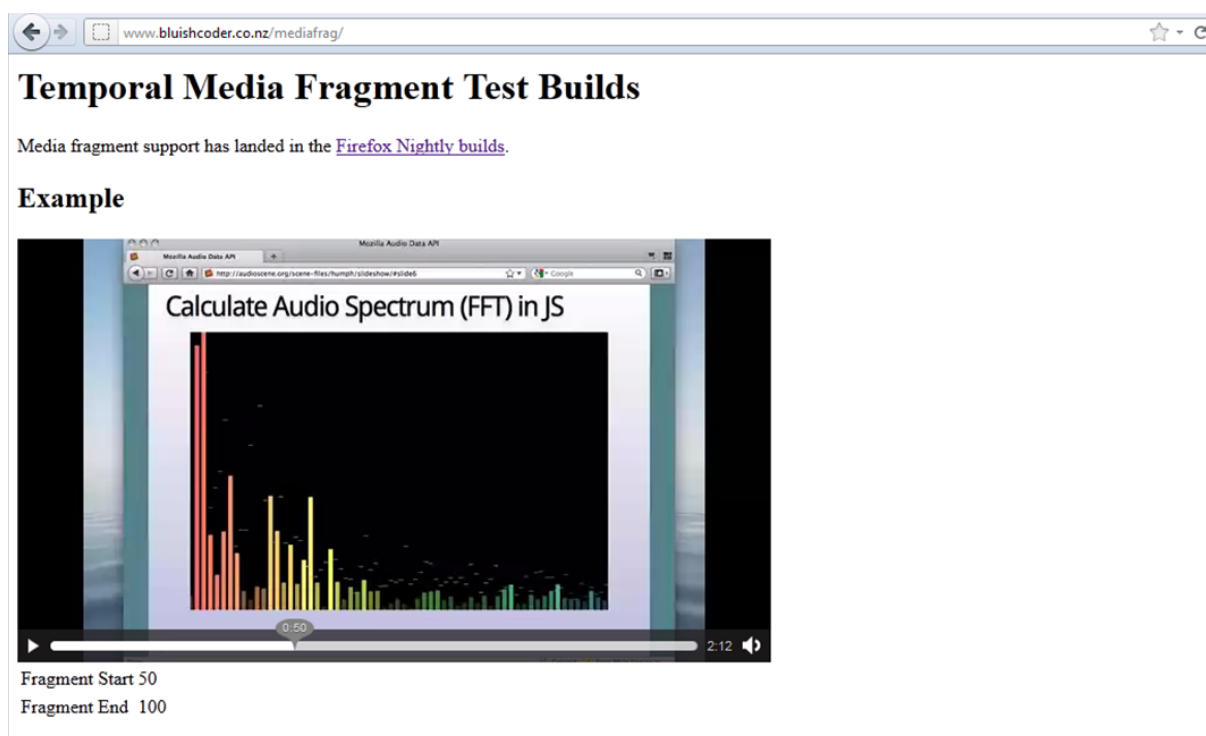 www.bluishcoder.co.nz/mediafrag/
Temporal Media Fragment Test Builds
Media fragment support has landed in the Firefox Nightly builds.
Example
Mozilla Audio Data API
Mozilla Audio Data API
http://audioscene.org/scene-files/humph/slideshow/#slide6
Google
Calculate Audio Spectrum (FFT) in JS
0:50
2:12
Fragment Start 50
Fragment End 100